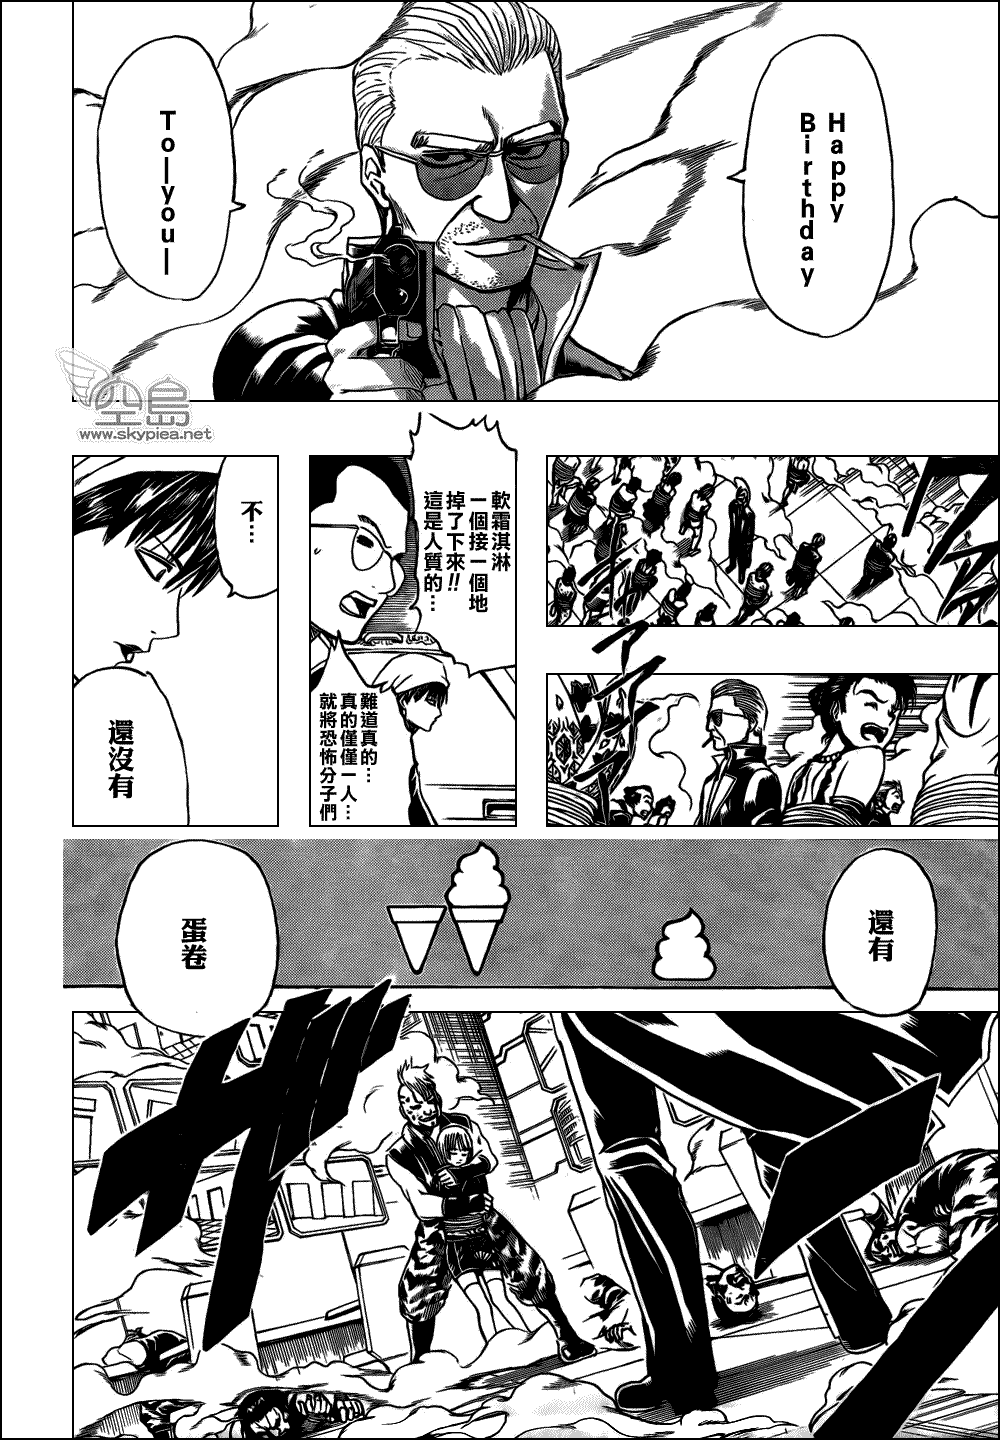 Happy
Birthday
To—you—
空島
www.skypiea.net
軟霜淇淋
一個接一個地
掉了下來!!
這是人質的…
難道真的…
真的僅僅一人…
就將恐怖分子們
不…
還沒有
還有
蛋卷
ザッ